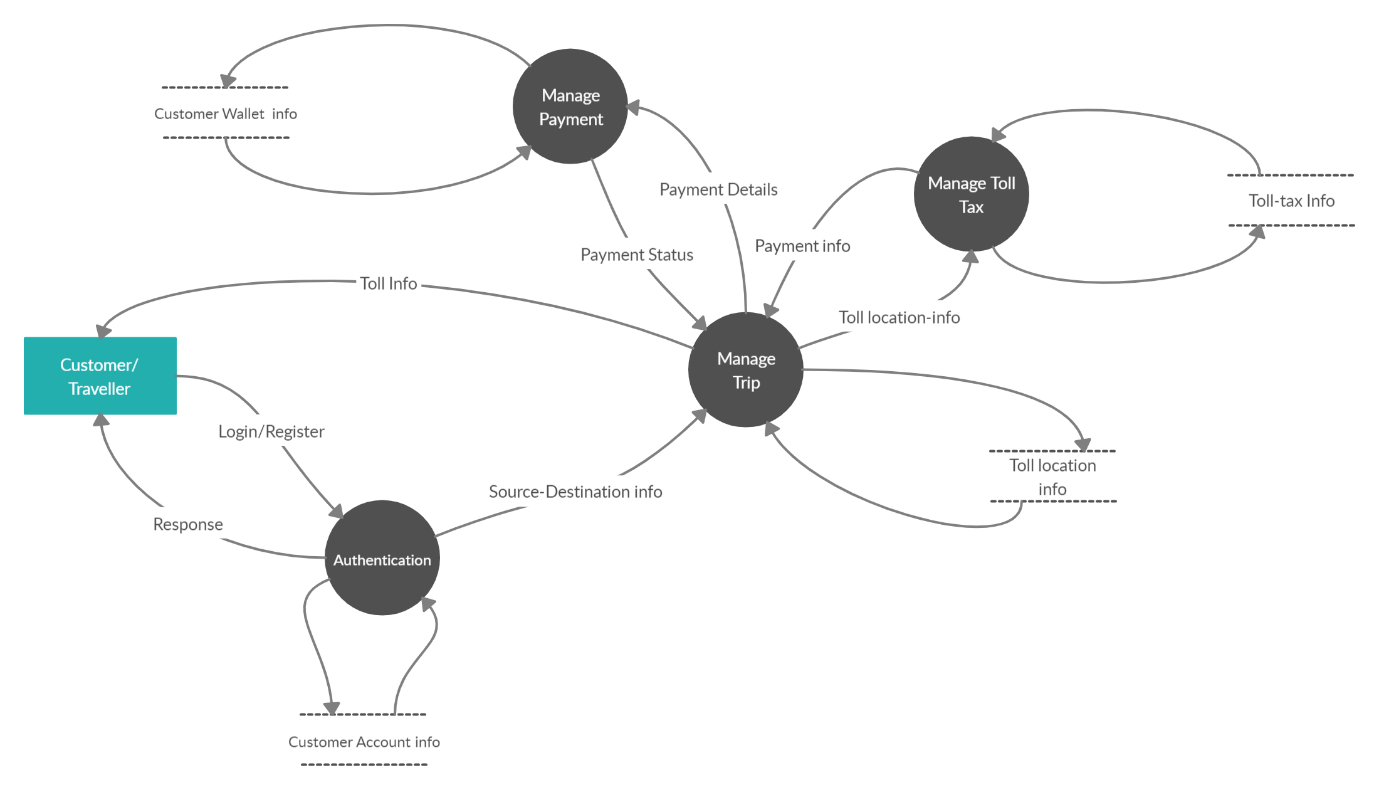 Manage
Payment
Customer Wallet info
Manage Toll
Tax
Payment Details
Toll-tax Info
Payment info
Payment Status
Toll Info
Toll location-info
Customer/
Traveller
Manage
Trip
Login/Register
Toll location
info
Source-Destination info
Response
Authentication
Customer Account info